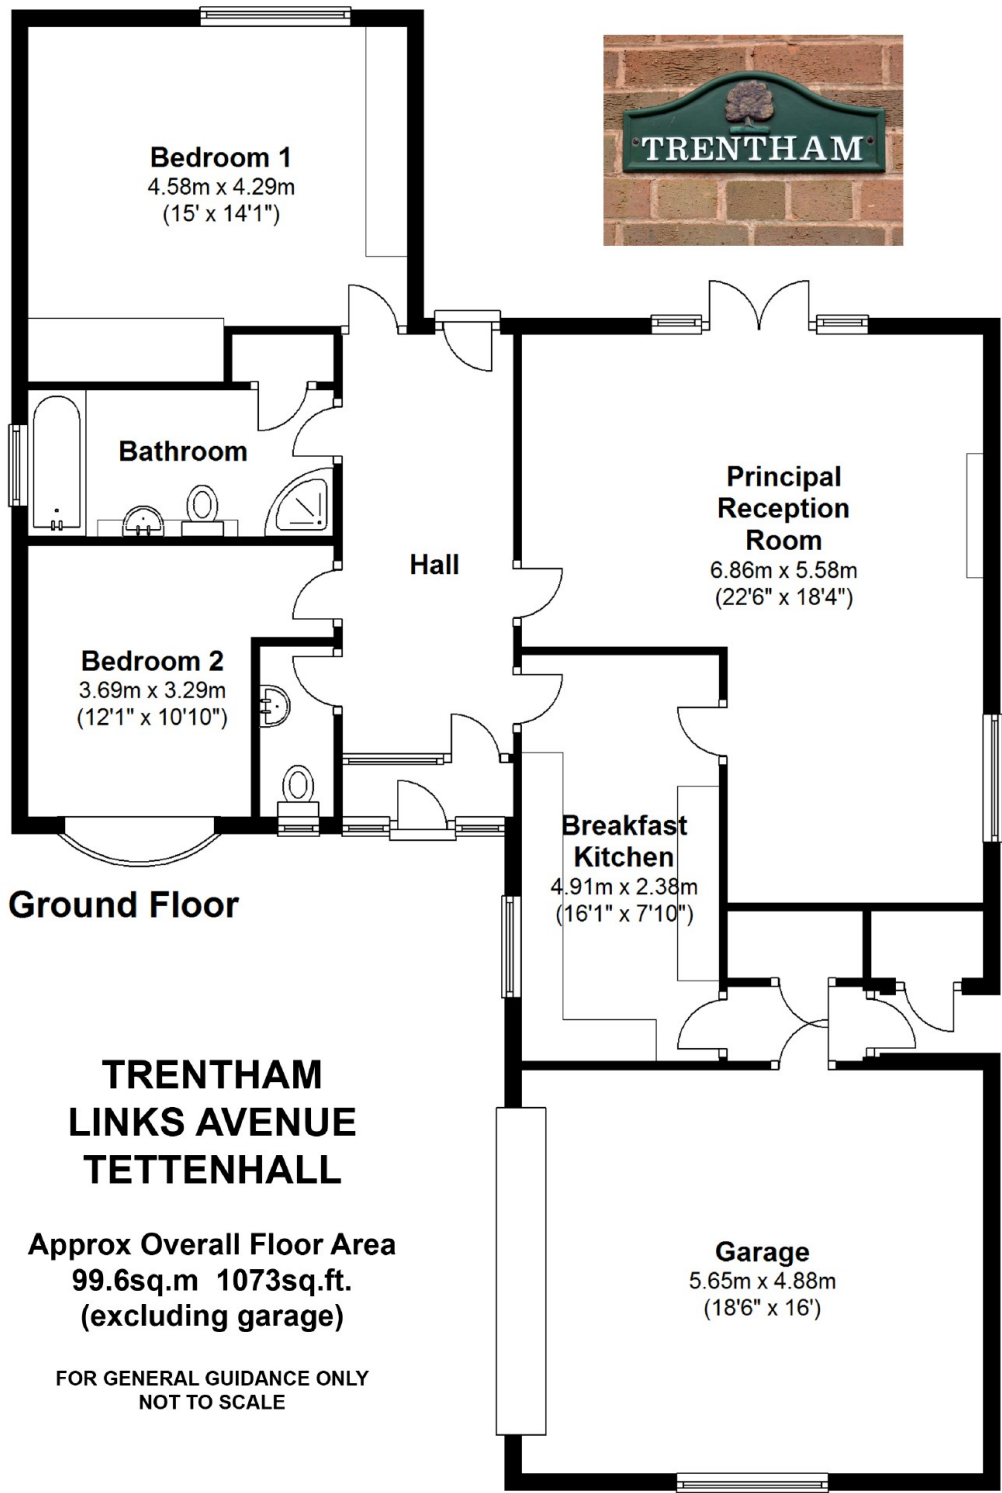 Bedroom 1
4.58m x 4.29m
(15' x 14'1")
TRENTHAM
Bathroom
Hall
Principal
Reception
Room
6.86m x 5.58m
(22'6" x 18'4")
Bedroom 2
3.69m x 3.29m
(12'1" x 10'10")
Breakfast
Kitchen
4.91m x 2.38m
(16'1" x 7'10")
Ground Floor
TRENTHAM
LINKS AVENUE
TETTENHALL
Approx Overall Floor Area
99.6sq.m 1073sq.ft.
(excluding garage)
FOR GENERAL GUIDANCE ONLY
NOT TO SCALE
Garage
5.65m x 4.88m
(18'6" x 16')